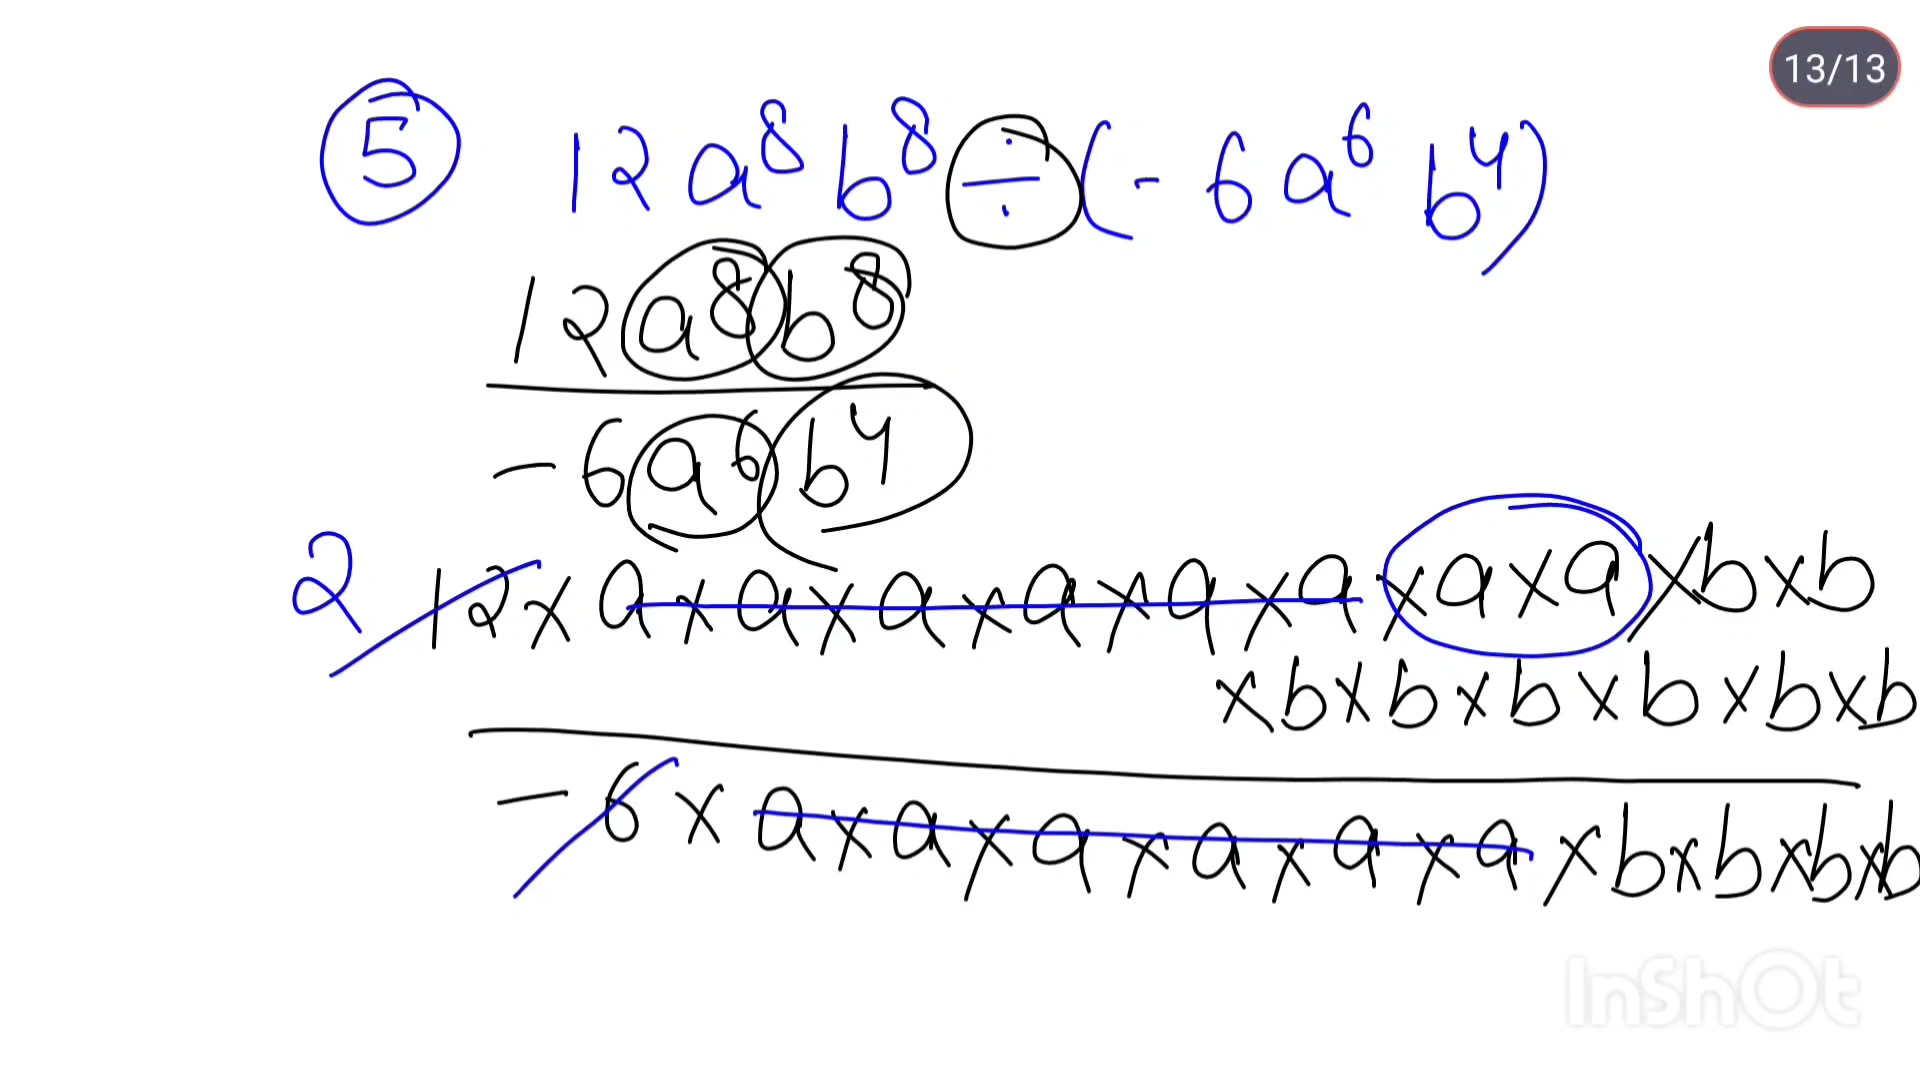 13/13
⑤ 12a⁸b⁸ ÷ (-6a⁶b⁴)
12a⁸b⁸
-6a⁶b⁴
2 12×a×a×a×a×a×a×a×a×b×b
×b×b×b×b×b×b
-6×a×a×a×a×a×a×b×b×b×b
InShOt